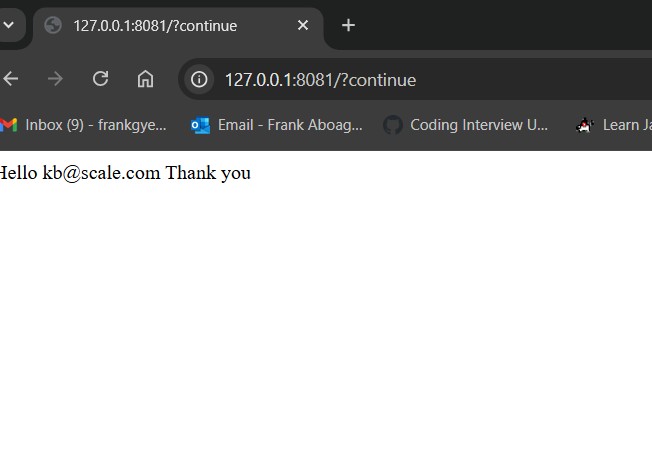 127.0.0.1:8081/?continue
127.0.0.1:8081/?continue
Inbox (9) - frankgye... Email - Frank Aboag... Coding Interview U... Learn Ja
Hello kb@scale.com Thank you